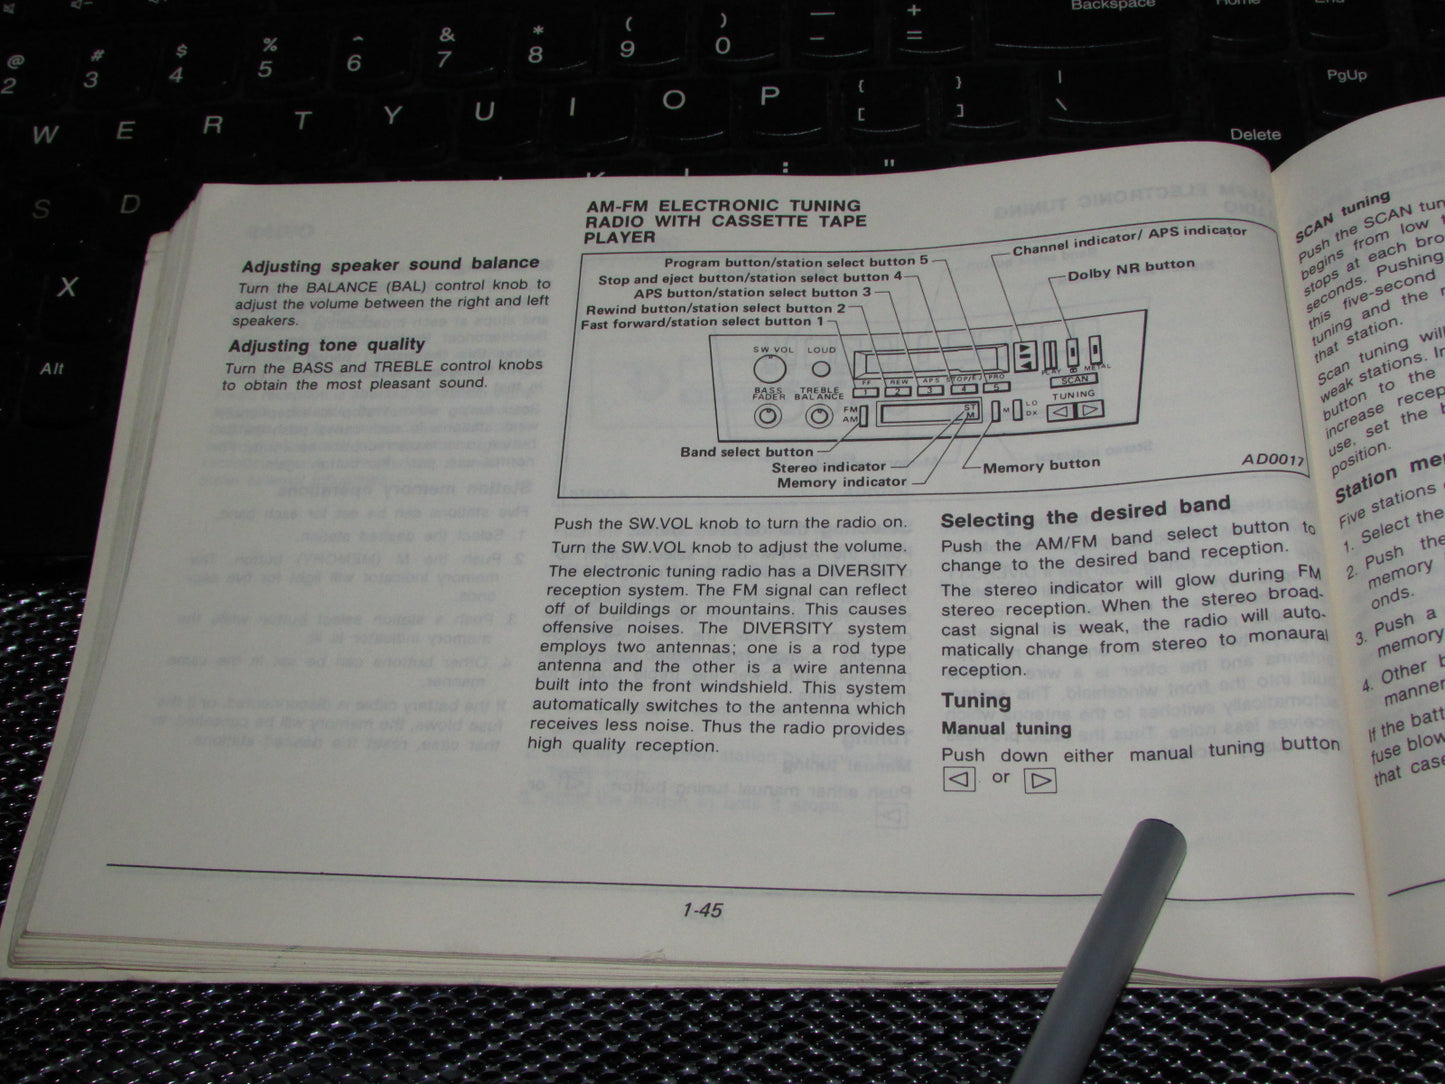 Backspace
Home
End
@ # $ % ^ & * ( ) — +
2 3 4 5 6 7 8 9 0 – =
PgUp
W E R T Y U I O P { [ } ] | \
Delete
S D K L : "
X
Alt
Adjusting speaker sound balance
Turn the BALANCE (BAL) control knob to
adjust the volume between the right and left
speakers.
Adjusting tone quality
Turn the BASS and TREBLE control knobs
to obtain the most pleasant sound.
AM-FM ELECTRONIC TUNING
RADIO WITH CASSETTE TAPE
PLAYER
Program button/station select button 5
Stop and eject button/station select button 4
APS button/station select button 3
Rewind button/station select button 2
Fast forward/station select button 1
Channel indicator/ APS indicator
Dolby NR button
SW VOL LOUD
BASS TREBLE
FADER BALANCE
FF REW APS STOP/EJ PRO
1 2 3 4 5
PLAY METAL
SCAN
TUNING
FM
AM
ST
M
M
LO
DX
Band select button
Stereo indicator
Memory indicator
Memory button
AD0017
Push the SW.VOL knob to turn the radio on.
Turn the SW.VOL knob to adjust the volume.
The electronic tuning radio has a DIVERSITY
reception system. The FM signal can reflect
off of buildings or mountains. This causes
offensive noises. The DIVERSITY system
employs two antennas; one is a rod type
antenna and the other is a wire antenna
built into the front windshield. This system
automatically switches to the antenna which
receives less noise. Thus the radio provides
high quality reception.
Selecting the desired band
Push the AM/FM band select button to
change to the desired band reception.
The stereo indicator will glow during FM
stereo reception. When the stereo broad-
cast signal is weak, the radio will auto-
matically change from stereo to monaural
reception.
Tuning
Manual tuning
Push down either manual tuning button
◁ or ▷
1-45
SCAN tuning
Push the SCAN tun
begins from low
stops at each bro
seconds. Pushing
this five-second
tuning and the
that station.
Scan tuning will
weak stations. In
button to the
increase recep
use, set the
position.
Station mem
Five stations
1. Select the
2. Push the
memory
onds.
3. Push a
memory
4. Other
manner
If the batt
fuse blow
that case